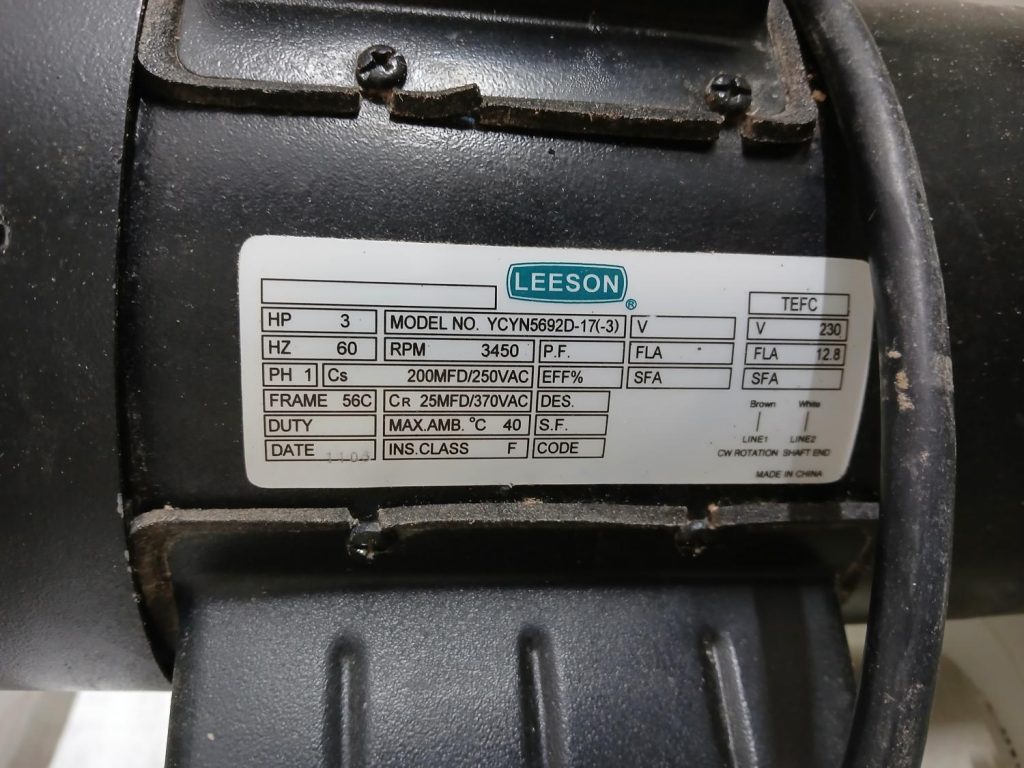 LEESON ®
TEFC
HP 3 MODEL NO. YCYN5692D-17(-3) V V 230
HZ 60 RPM 3450 P.F. FLA FLA 12.8
PH 1 Cs 200MFD/250VAC EFF% SFA SFA
FRAME 56C CR 25MFD/370VAC DES.
DUTY MAX.AMB. °C 40 S.F.
DATE INS.CLASS F CODE
Brown White
LINE1 LINE2
CW ROTATION SHAFT END
MADE IN CHINA